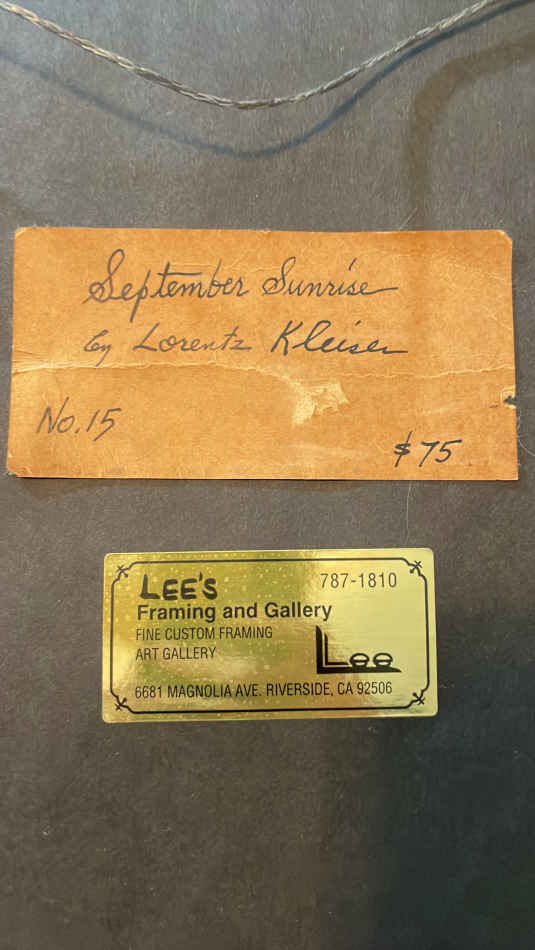 September Sunrise
by Lorentz Kleiser
No. 15
$75
LEE'S
787-1810
Framing and Gallery
FINE CUSTOM FRAMING
ART GALLERY
Lee
6681 MAGNOLIA AVE. RIVERSIDE, CA 92506